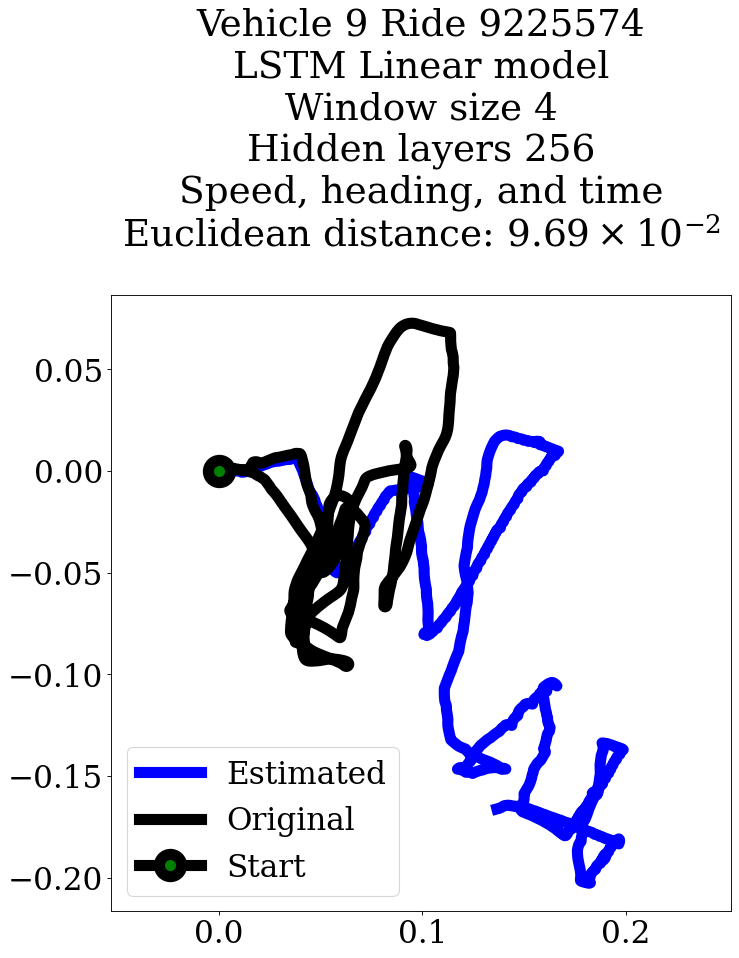 Vehicle 9 Ride 9225574
LSTM Linear model
Window size 4
Hidden layers 256
Speed, heading, and time
Euclidean distance: 9.69 × 10⁻²
0.05
0.00
−0.05
−0.10
−0.15
−0.20
Estimated
Original
Start
0.0 0.1 0.2